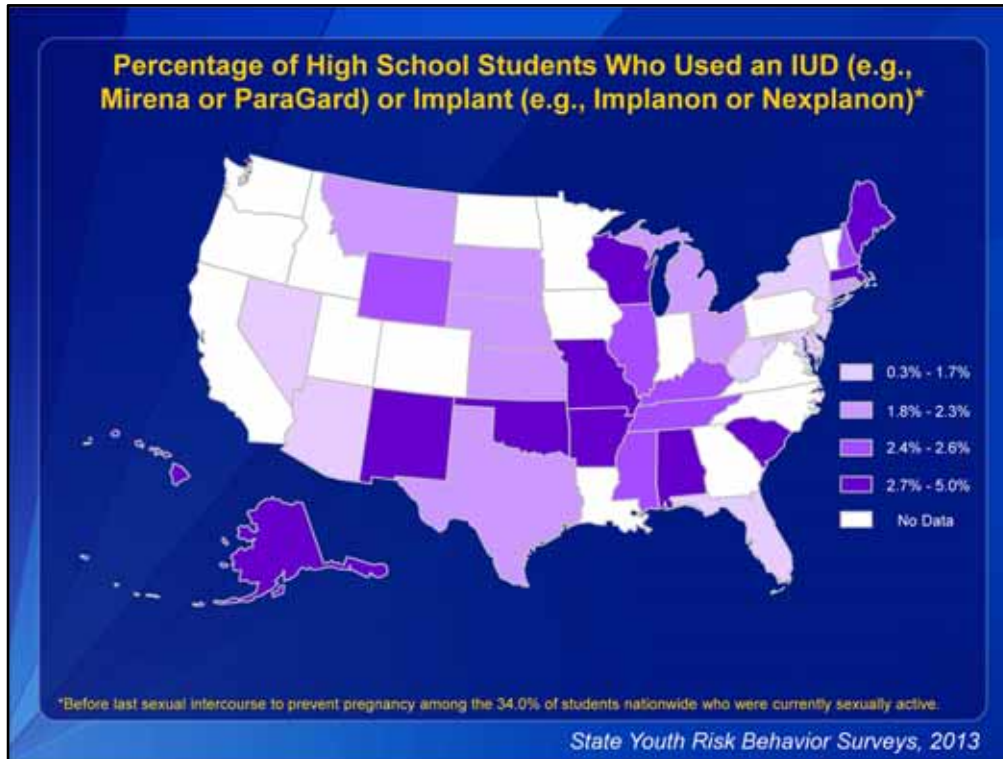 Percentage of High School Students Who Used an IUD (e.g.,
Mirena or ParaGard) or Implant (e.g., Implanon or Nexplanon)*
0.3% - 1.7%
1.8% - 2.3%
2.4% - 2.6%
2.7% - 5.0%
No Data
*Before last sexual intercourse to prevent pregnancy among the 34.0% of students nationwide who were currently sexually active.
State Youth Risk Behavior Surveys, 2013